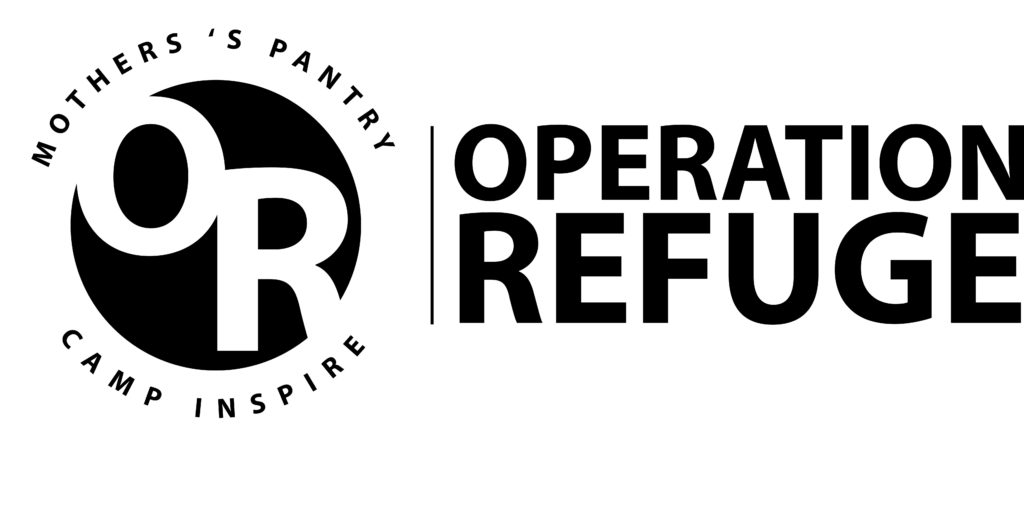 MOTHERS 'S PANTRY
OR
CAMP INSPIRE
OPERATION
REFUGE